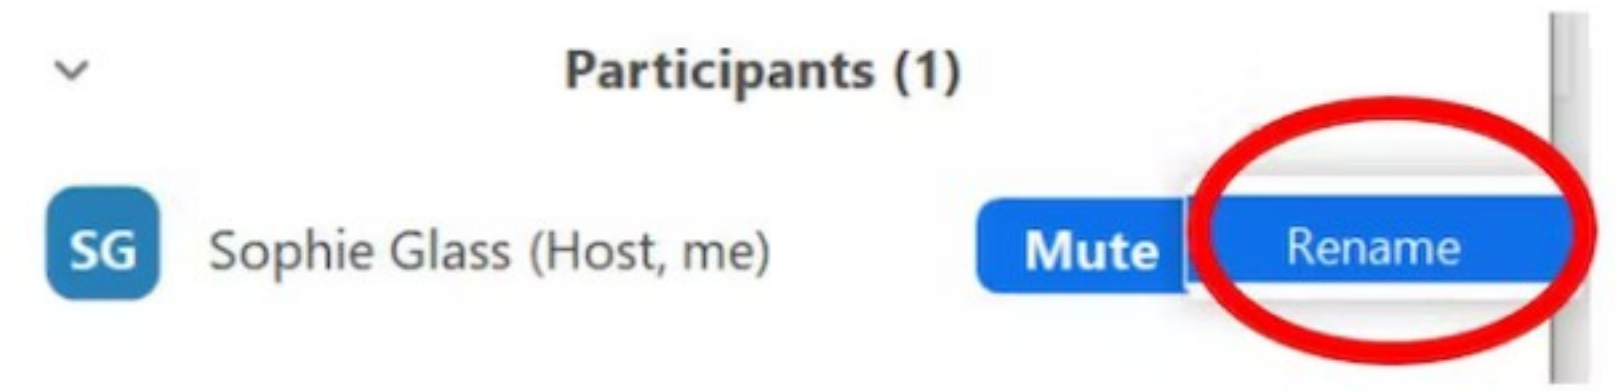 Participants (1)
SG Sophie Glass (Host, me) Mute Rename